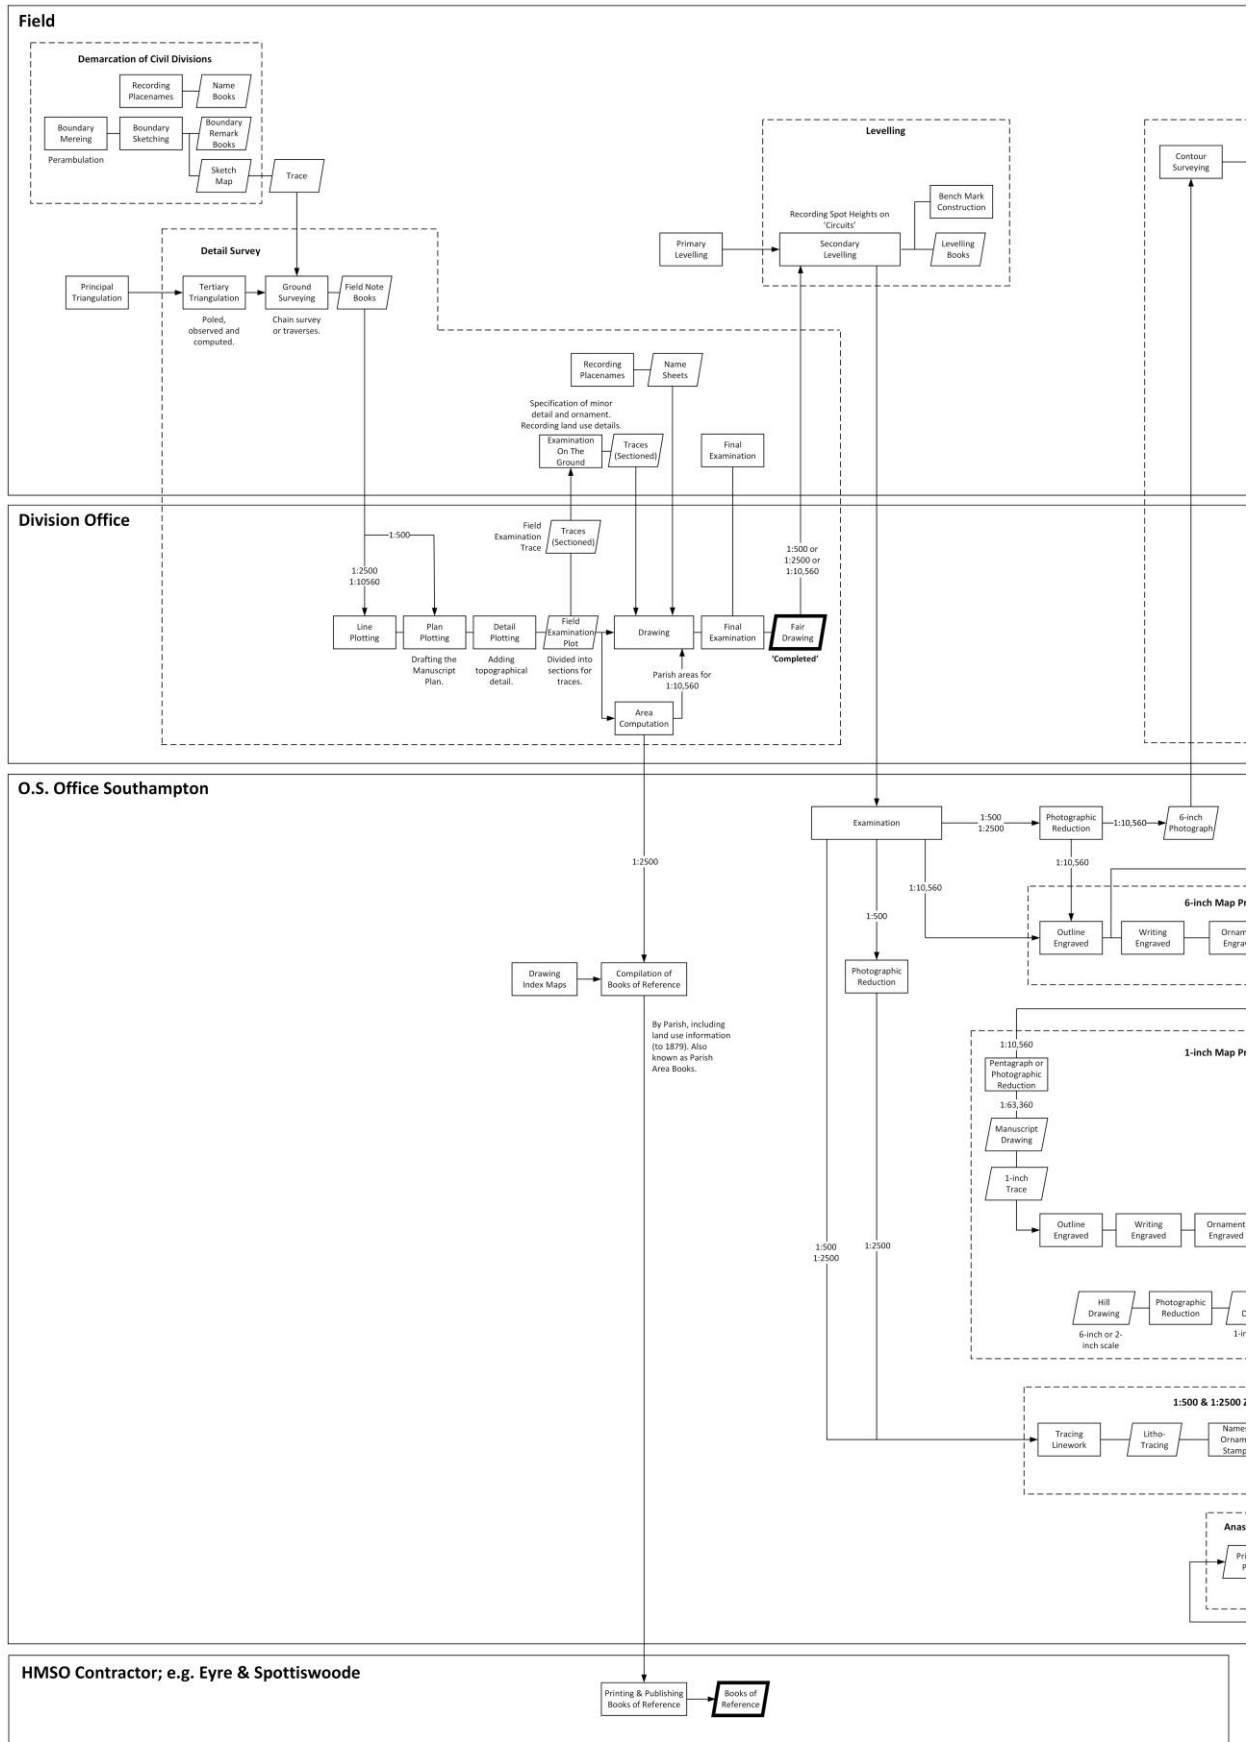 Field
Demarcation of Civil Divisions
Recording
Placenames
Name
Books
Boundary
Mereing
Boundary
Sketching
Boundary
Remark
Books
Perambulation
Sketch
Map
Trace
Levelling
Contour
Surveying
Bench Mark
Construction
Recording Spot Heights on
'Circuits'
Primary
Levelling
Secondary
Levelling
Levelling
Books
Detail Survey
Principal
Triangulation
Tertiary
Triangulation
Ground
Surveying
Field Note
Books
Poled,
observed and
computed.
Chain survey
or traverses.
Recording
Placenames
Name
Sheets
Specification of minor
detail and ornament.
Recording land use details.
Examination
On The
Ground
Traces
(Sectioned)
Final
Examination
Division Office
Field
Examination
Trace
Traces
(Sectioned)
1:500
1:2500
1:10560
1:500 or
1:2500 or
1:10,560
Line
Plotting
Plan
Plotting
Detail
Plotting
Field
Examination
Plot
Drawing
Final
Examination
Fair
Drawing
Drafting the
Manuscript
Plan.
Adding
topographical
detail.
Divided into
sections for
traces.
Parish areas for
1:10,560
'Completed'
Area
Computation
O.S. Office Southampton
Examination
1:500
1:2500
Photographic
Reduction
1:10,560
6-inch
Photograph
1:2500
1:10,560
1:10,560
1:500
6-inch Map Pr
Outline
Engraved
Writing
Engraved
Ornam
Engrav
Drawing
Index Maps
Compilation of
Books of Reference
Photographic
Reduction
By Parish, including
land use information
(to 1879). Also
known as Parish
Area Books.
1:10,560
1-inch Map Pr
Pentagraph or
Photographic
Reduction
1:63,360
Manuscript
Drawing
1-inch
Trace
Outline
Engraved
Writing
Engraved
Ornament
Engraved
1:500
1:2500
1:2500
Hill
Drawing
Photographic
Reduction
D
6-inch or 2-
inch scale
1-in
1:500 & 1:2500 Z
Tracing
Linework
Litho-
Tracing
Names
Ornam
Stamp
Anas
Pri
P
HMSO Contractor; e.g. Eyre & Spottiswoode
Printing & Publishing
Books of Reference
Books of
Reference